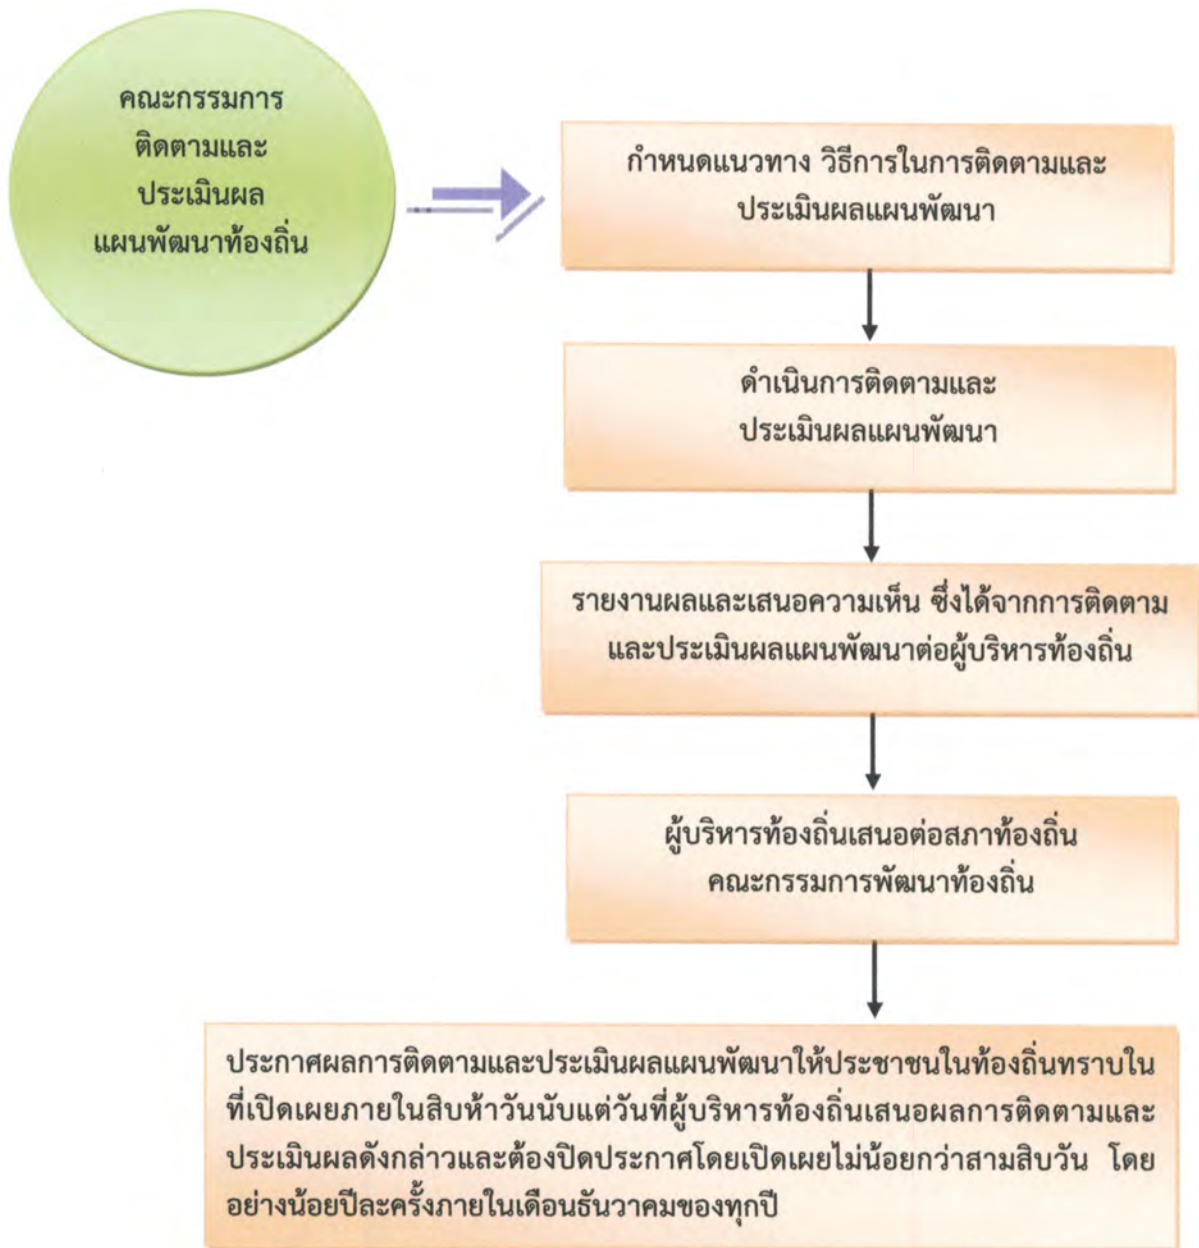 คณะกรรมการ
ติดตามและ
ประเมินผล
แผนพัฒนาท้องถิ่น
กำหนดแนวทาง วิธีการในการติดตามและ
ประเมินผลแผนพัฒนา
ดำเนินการติดตามและ
ประเมินผลแผนพัฒนา
รายงานผลและเสนอความเห็น ซึ่งได้จากการติดตาม
และประเมินผลแผนพัฒนาต่อผู้บริหารท้องถิ่น
ผู้บริหารท้องถิ่นเสนอต่อสภาท้องถิ่น
คณะกรรมการพัฒนาท้องถิ่น
ประกาศผลการติดตามและประเมินผลแผนพัฒนาให้ประชาชนในท้องถิ่นทราบใน
ที่เปิดเผยภายในสิบห้าวันนับแต่วันที่ผู้บริหารท้องถิ่นเสนอผลการติดตามและ
ประเมินผลดังกล่าวและต้องปิดประกาศโดยเปิดเผยไม่น้อยกว่าสามสิบวัน โดย
อย่างน้อยปีละครั้งภายในเดือนธันวาคมของทุกปี